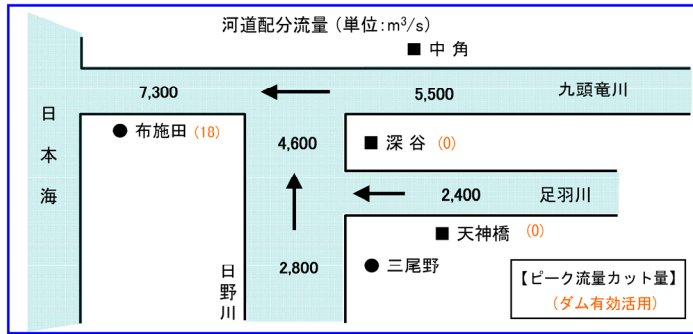 河道配分流量 (単位:m³/s)
■ 中 角
7,300
5,500
九頭竜川
日本海
● 布施田 (18)
4,600
■ 深 谷 (0)
2,400
足羽川
■ 天神橋 (0)
日野川
2,800
● 三尾野
【ピーク流量カット量】
(ダム有効活用)